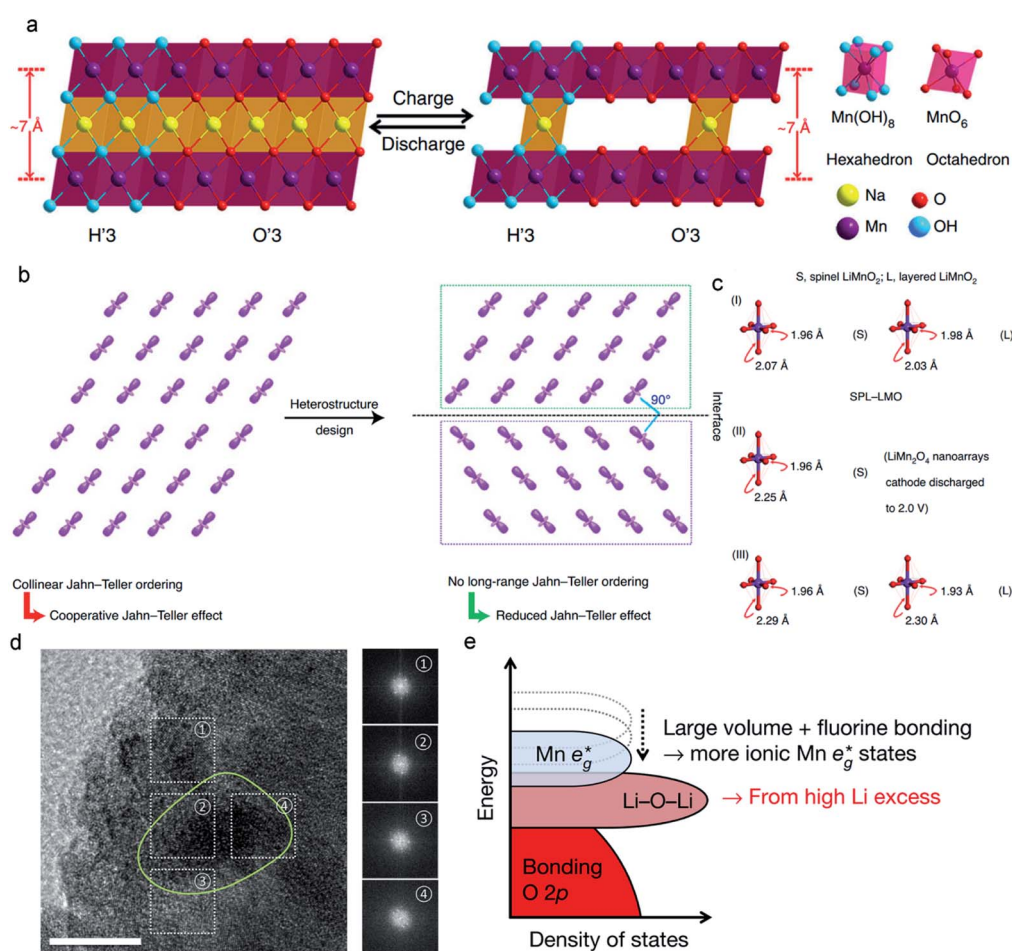 a
~7 Å
Charge
Discharge
~7 Å
H'3
O'3
H'3
O'3
Mn(OH)8
MnO6
Hexahedron
Octahedron
Na
O
Mn
OH
b
Heterostructure
design
90°
Interface
Collinear Jahn–Teller ordering
Cooperative Jahn–Teller effect
No long-range Jahn–Teller ordering
Reduced Jahn–Teller effect
c
S, spinel LiMnO2; L, layered LiMnO2
(I)
1.96 Å
(S)
1.98 Å
(L)
2.07 Å
2.03 Å
SPL–LMO
(II)
1.96 Å
(S)
(LiMn2O4 nanoarrays
cathode discharged
to 2.0 V)
2.25 Å
(III)
1.96 Å
(S)
1.93 Å
(L)
2.29 Å
2.30 Å
d
①
②
④
③
①
②
③
④
e
Energy
Mn eg*
Li–O–Li
Bonding
O 2p
Density of states
Large volume + fluorine bonding
→ more ionic Mn eg* states
→ From high Li excess